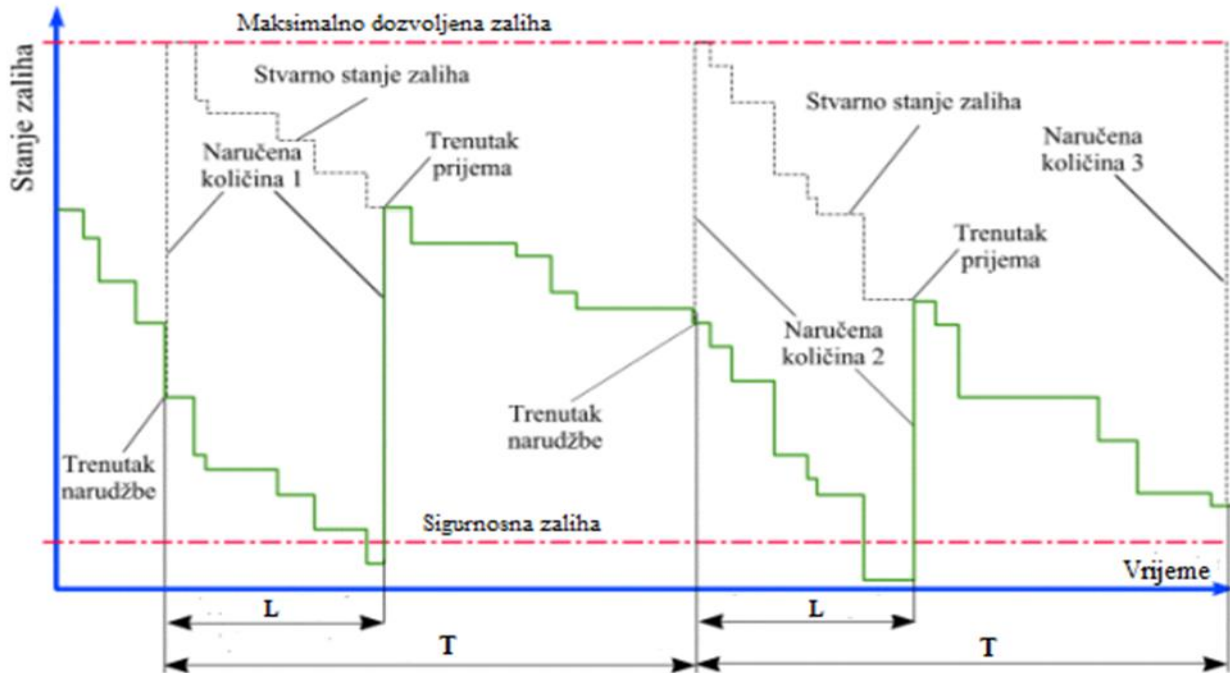 Maksimalno dozvoljena zaliha
Stanje zaliha
Stvarno stanje zaliha
Naručena
količina 1
Trenutak
prijema
Stvarno stanje zaliha
Naručena
količina 3
Trenutak
prijema
Naručena
količina 2
Trenutak
narudžbe
Trenutak
narudžbe
Sigurnosna zaliha
Vrijeme
L
L
T
T